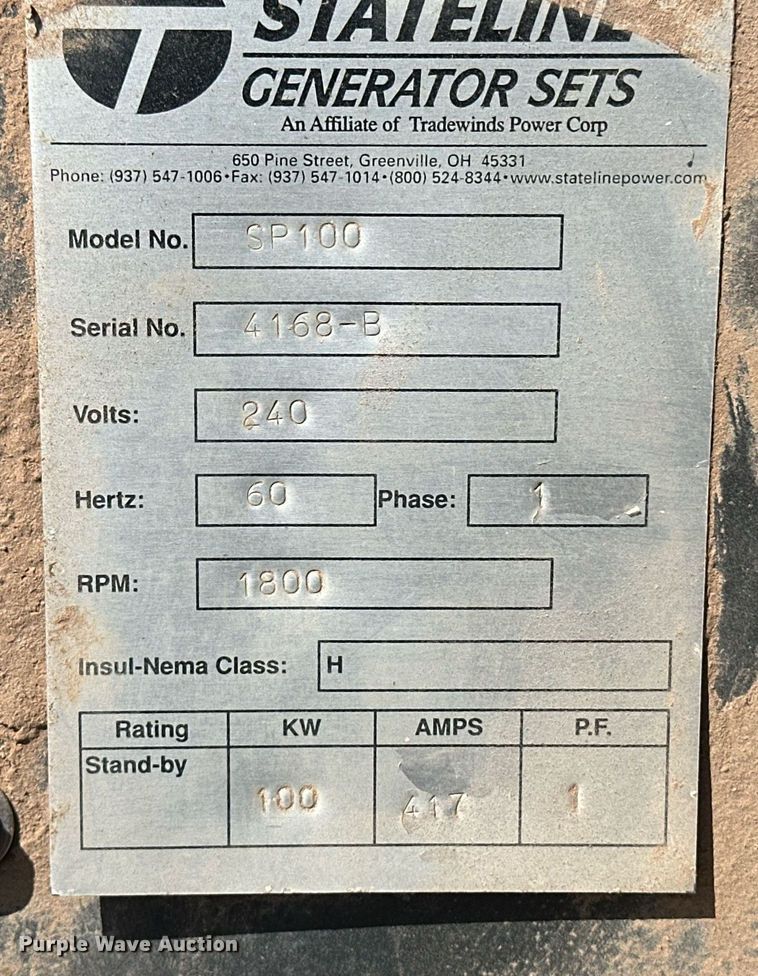 STATELINE
GENERATOR SETS
An Affiliate of Tradewinds Power Corp
650 Pine Street, Greenville, OH 45331
Phone: (937) 547-1006•Fax: (937) 547-1014•(800) 524-8344•www.statelinepower.com
Model No. SP100
Serial No. 4168-B
Volts: 240
Hertz: 60 Phase: 1
RPM: 1800
Insul-Nema Class: H
Rating KW AMPS P.F.
Stand-by
100 417 1
Purple Wave Auction